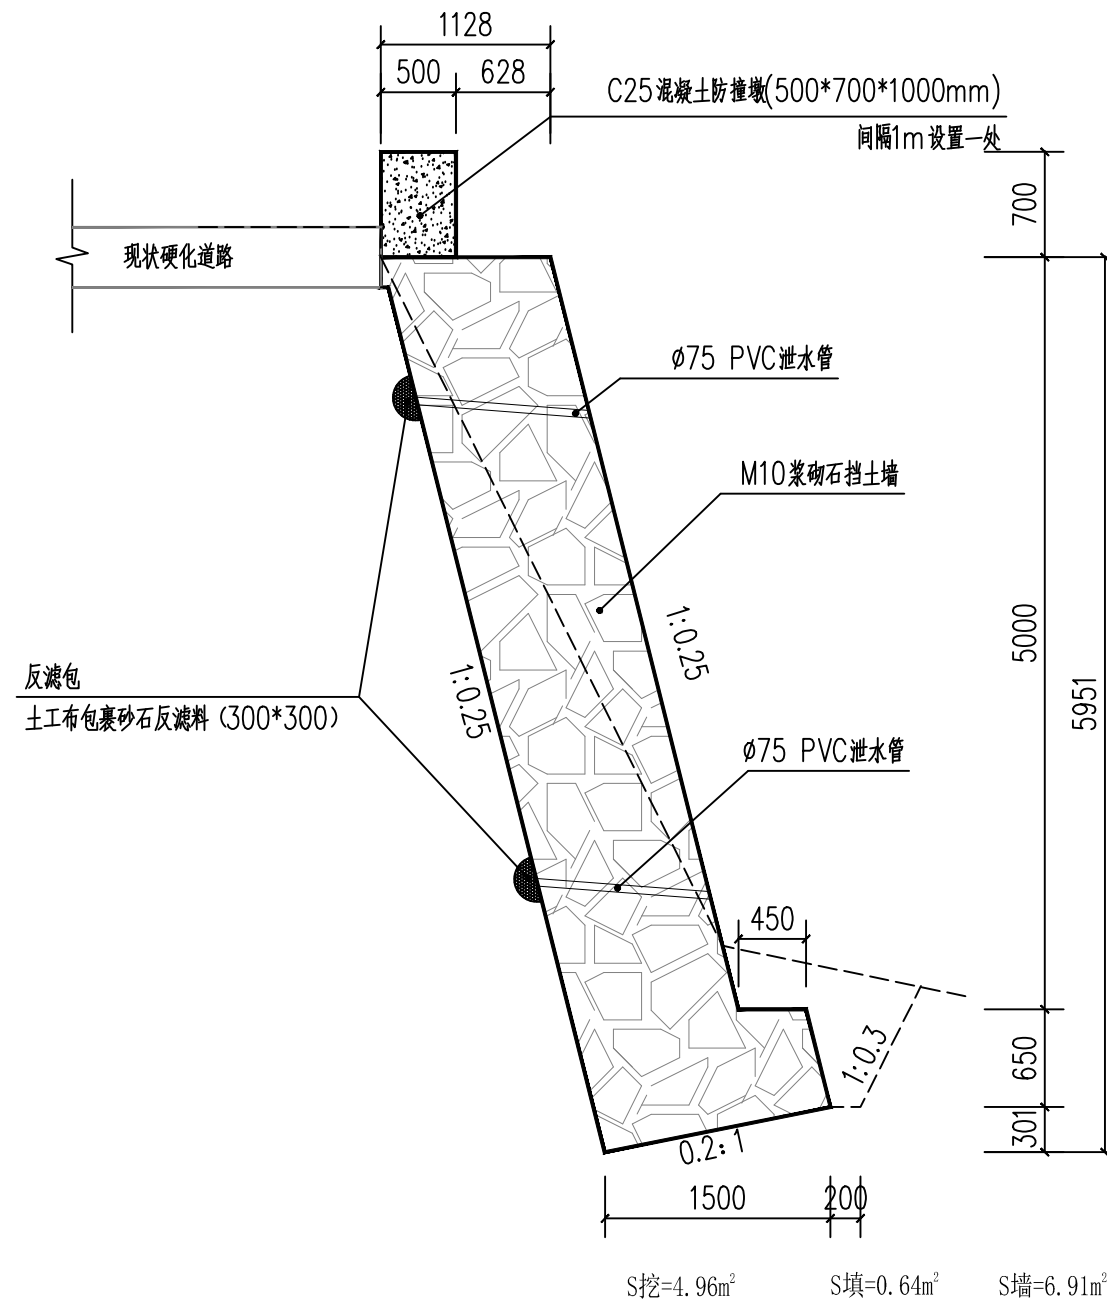 1128
500
628
C25混凝土防撞墩(500*700*1000mm)
间隔1m设置一处
700
现状硬化道路
ø75 PVC泄水管
M10浆砌石挡土墙
1:0.25
5000
5951
反滤包
土工布包裹砂石反滤料（300*300）
1:0.25
ø75 PVC泄水管
450
1:0.3
650
301
0.2:1
1500
200
S挖=4.96m²
S填=0.64m²
S墙=6.91m²